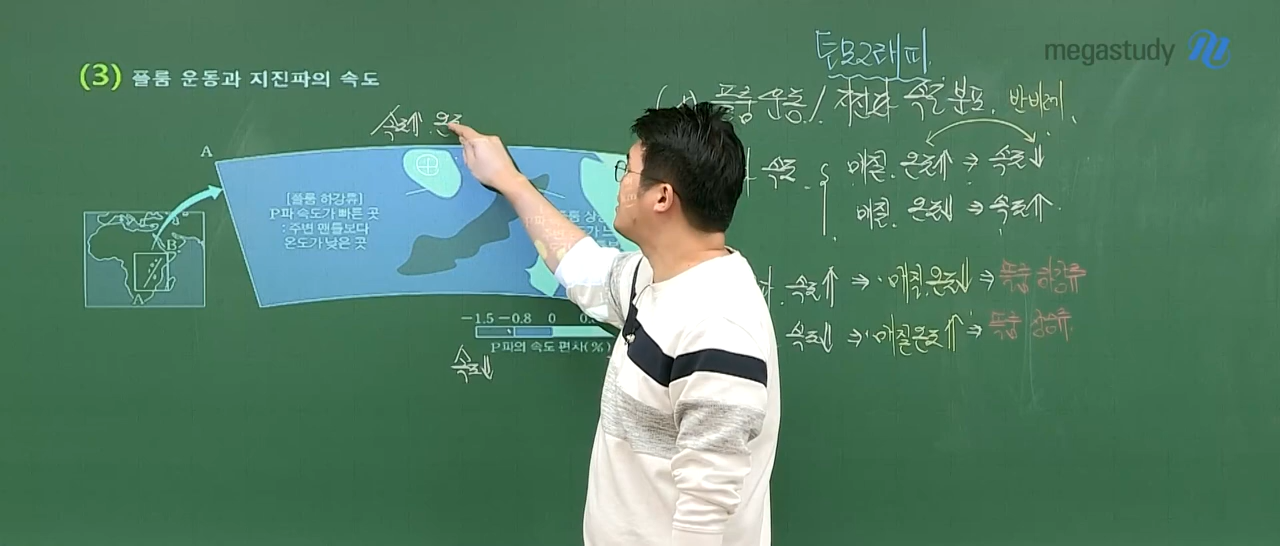 megastudy
토모그래피
(3) 플룸 운동과 지진파의 속도
플룸운동/지진파 속도 분포. 반비례.
속도↑. 온도
A
속도. 매질. 온도↑ ⇒ 속도↓
매질. 온도↓ ⇒ 속도↑.
[플룸 하강류]
P파 속도가 빠른 곳
: 주변 맨틀보다
온도가 낮은 곳
B
A
속도↑ ⇒ 매질.온도↓ ⇒ 플룸 하강류
속도↓ ⇒ 매질온도↑ ⇒ 플룸 상승류.
−1.5 −0.8 0
P파의 속도 편차(%)
속도↓